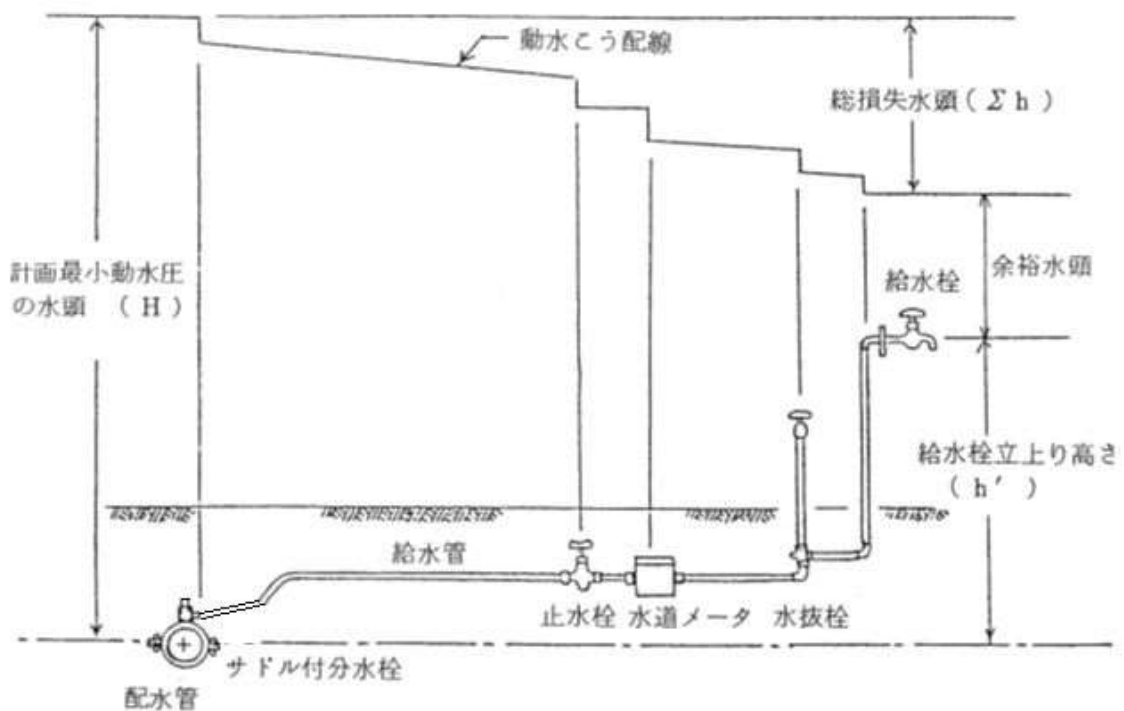 動水こう配線
総損失水頭(Σh)
計画最小動水圧
の水頭 (H)
余裕水頭
給水栓
給水栓立上り高さ
(h′)
給水管
止水栓 水道メータ 水抜栓
サドル付分水栓
配水管